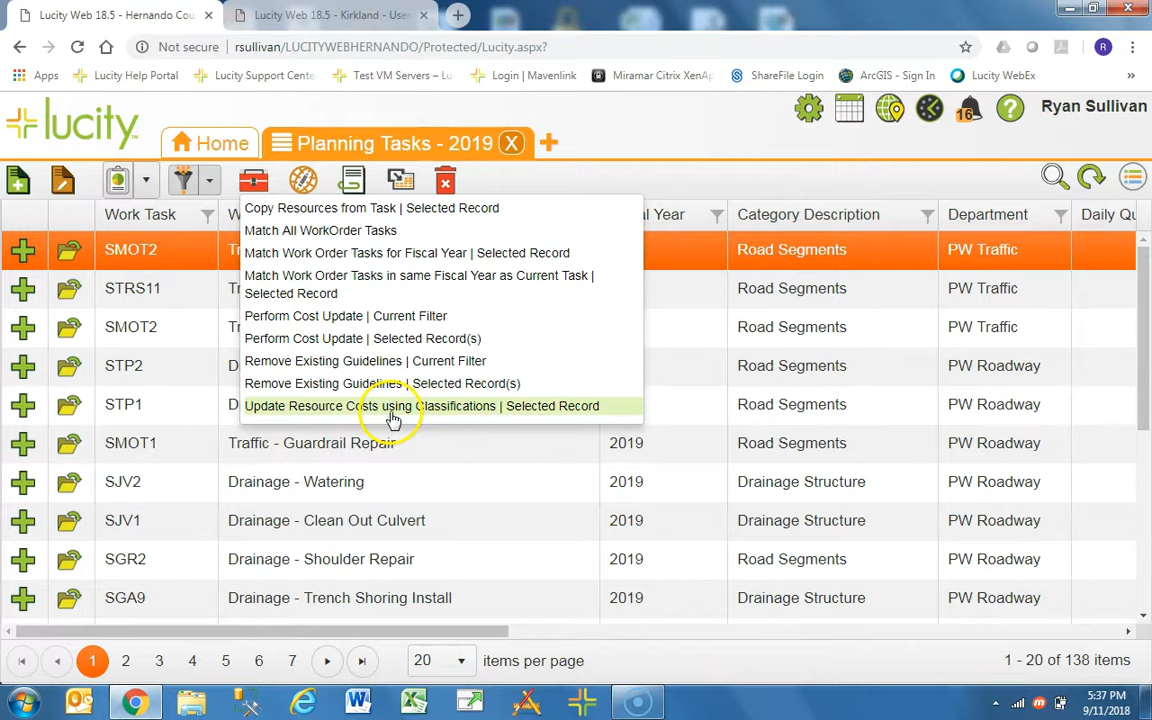 Lucity Web 18.5 - Hernando Cou
Lucity Web 18.5 - Kirkland - User
Not secure
rsullivan/LUCITYWEBHERNANDO/Protected/Lucity.aspx?
R
Apps
Lucity Help Portal
Lucity Support Cente
Test VM Servers – Lu
Login | Mavenlink
Miramar Citrix XenAp
ShareFile Login
ArcGIS - Sign In
Lucity WebEx
»
lucity
Home
Planning Tasks - 2019
X
16
Ryan Sullivan
Work Task
W
l Year
Category Description
Department
Daily Qu
Copy Resources from Task | Selected Record
Match All WorkOrder Tasks
Match Work Order Tasks for Fiscal Year | Selected Record
Match Work Order Tasks in same Fiscal Year as Current Task |
Selected Record
Perform Cost Update | Current Filter
Perform Cost Update | Selected Record(s)
Remove Existing Guidelines | Current Filter
Remove Existing Guidelines | Selected Record(s)
Update Resource Costs using Classifications | Selected Record
SMOT2 Tr Road Segments PW Traffic
STRS11 Road Segments PW Traffic
SMOT2 Road Segments PW Traffic
STP2 D Road Segments PW Roadway
STP1 D Road Segments PW Roadway
SMOT1 Traffic - Guardrail Repair 2019 Road Segments PW Roadway
SJV2 Drainage - Watering 2019 Drainage Structure PW Roadway
SJV1 Drainage - Clean Out Culvert 2019 Drainage Structure PW Roadway
SGR2 Drainage - Shoulder Repair 2019 Road Segments PW Roadway
SGA9 Drainage - Trench Shoring Install 2019 Drainage Structure PW Roadway
1 2 3 4 5 6 7 20 items per page 1 - 20 of 138 items
5:37 PM
9/11/2018